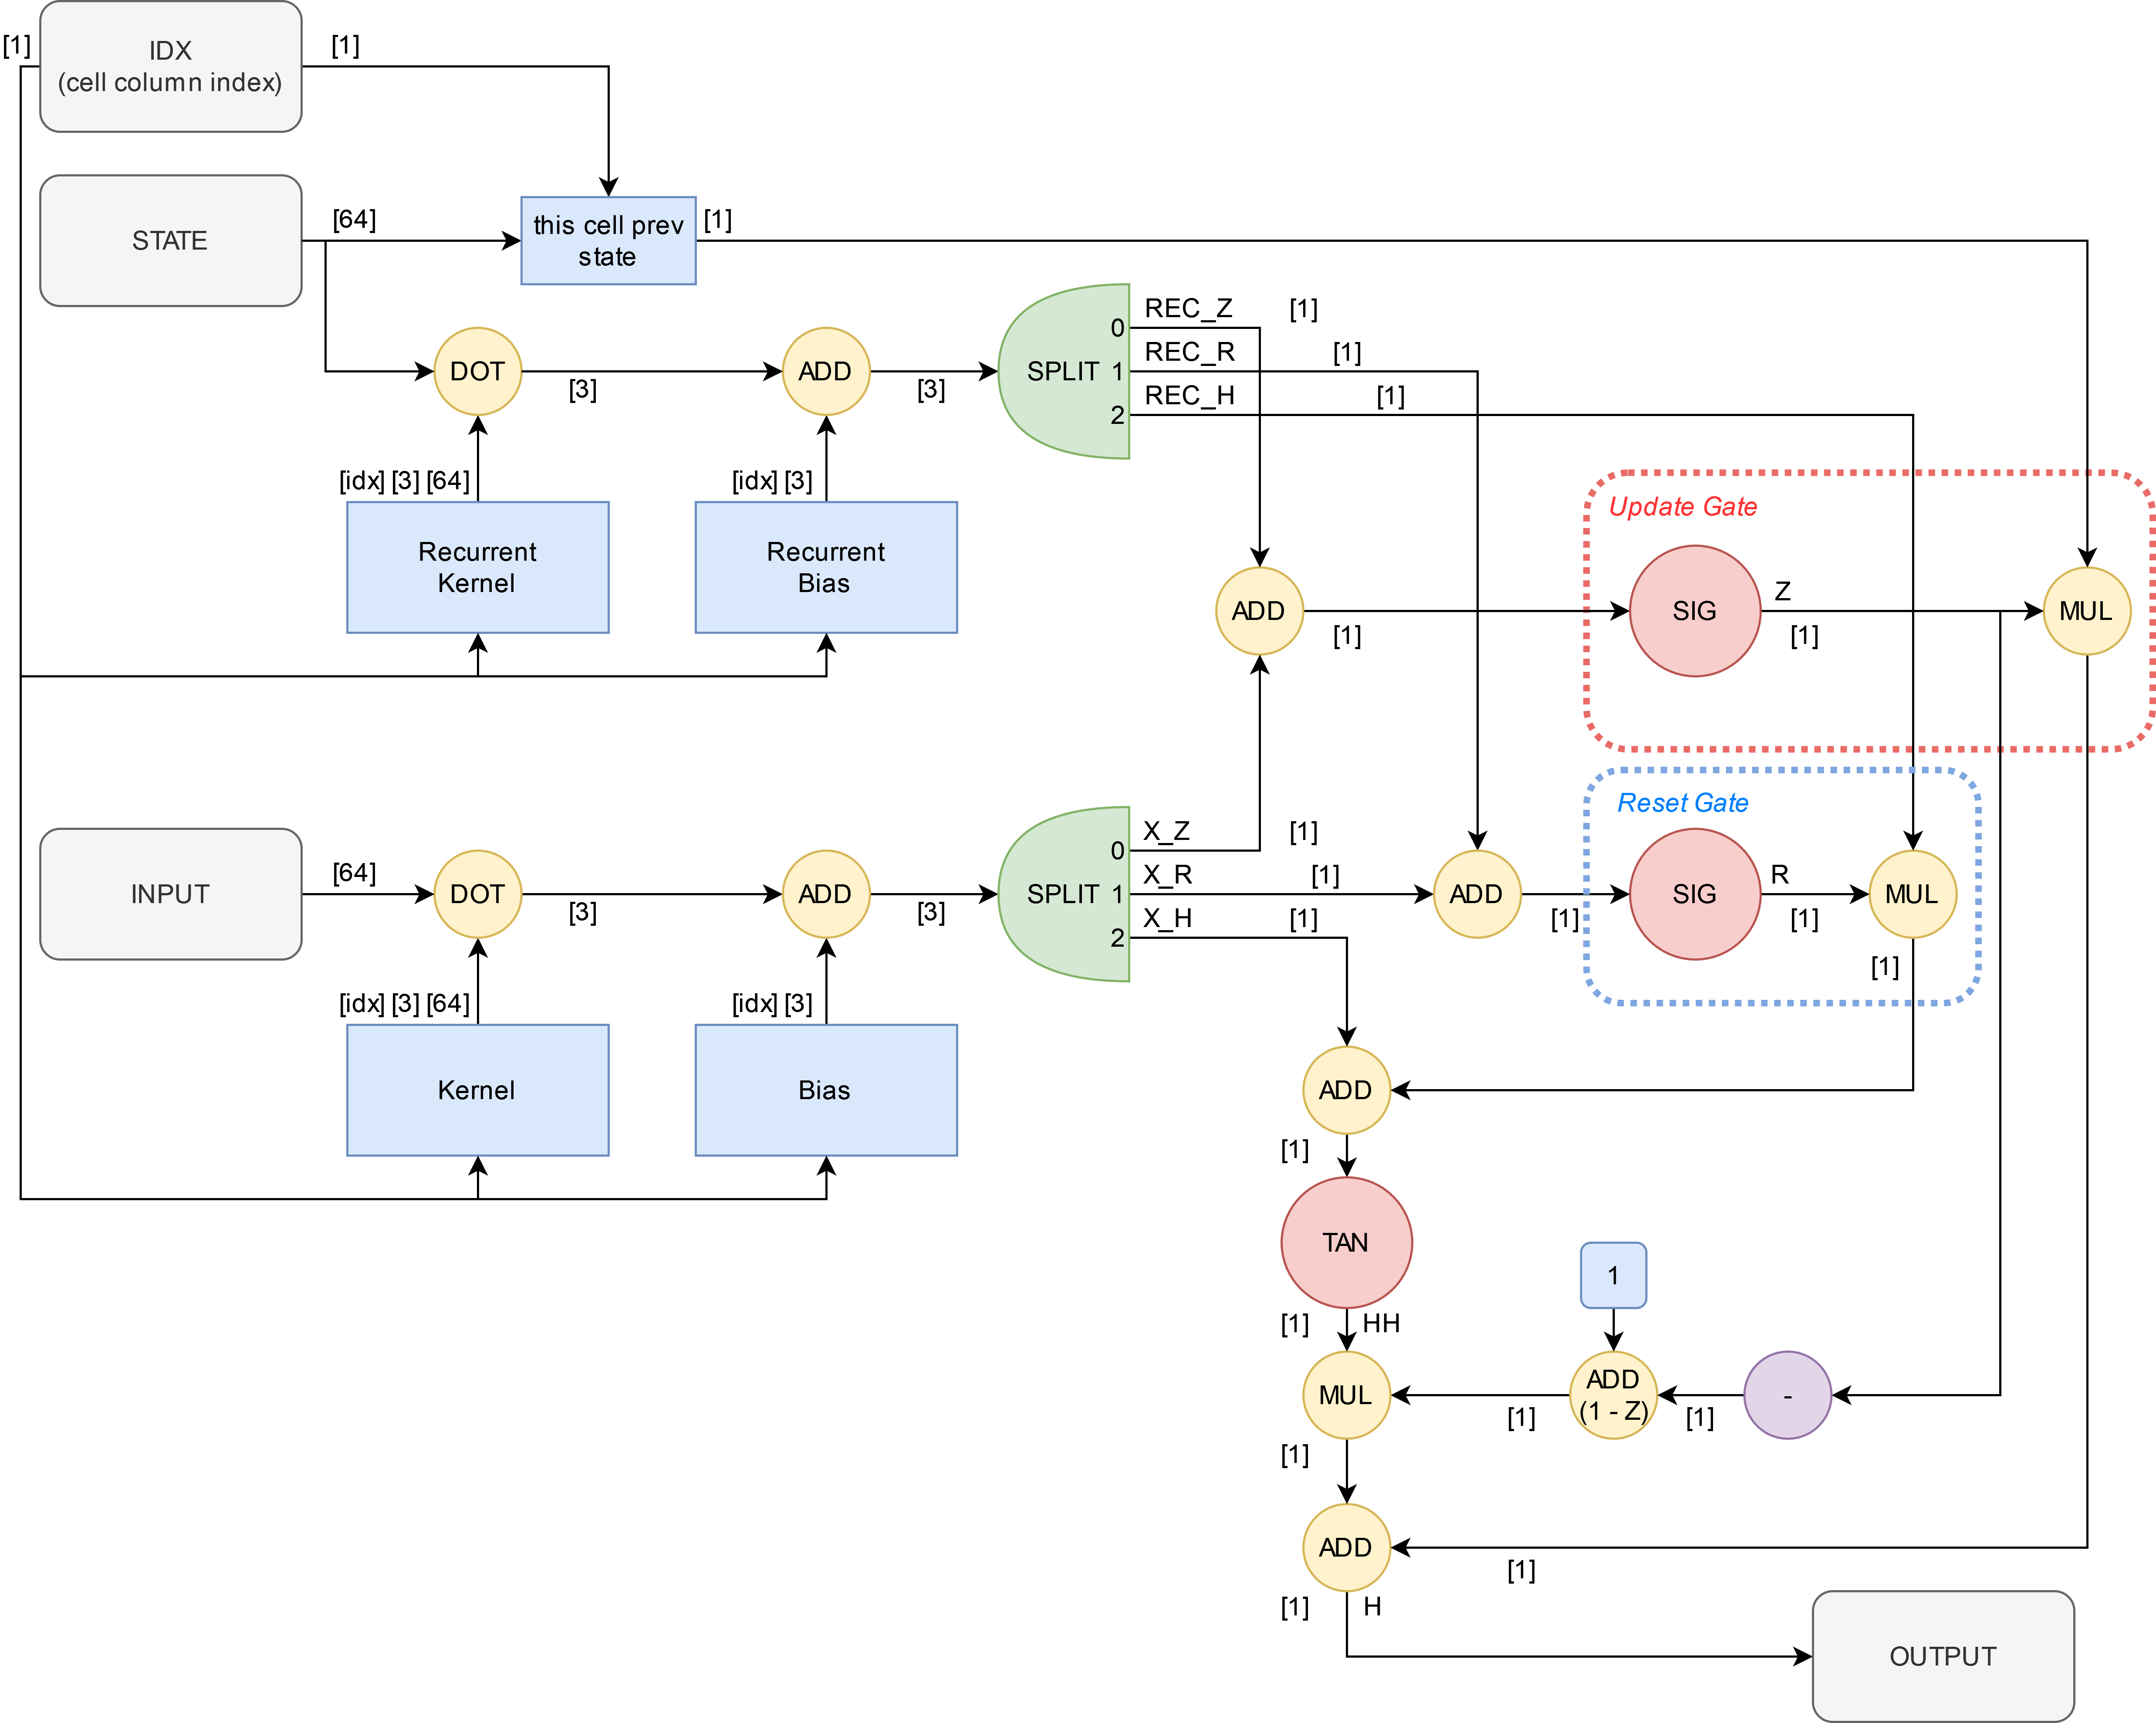 [1]
IDX
(cell column index)
[1]
STATE
[64]
this cell prev
state
[1]
DOT
[3]
ADD
[3]
SPLIT
0
1
2
REC_Z
[1]
REC_R
[1]
REC_H
[1]
[idx] [3] [64]
[idx] [3]
Recurrent
Kernel
Recurrent
Bias
Update Gate
ADD
[1]
SIG
Z
[1]
MUL
INPUT
[64]
DOT
[3]
ADD
[3]
SPLIT
0
1
2
X_Z
[1]
X_R
[1]
X_H
[1]
Reset Gate
ADD
[1]
SIG
R
[1]
MUL
[1]
[idx] [3] [64]
[idx] [3]
Kernel
Bias
ADD
[1]
TAN
[1]
HH
1
MUL
[1]
ADD
(1 - Z)
[1]
-
[1]
ADD
[1]
[1]
H
OUTPUT